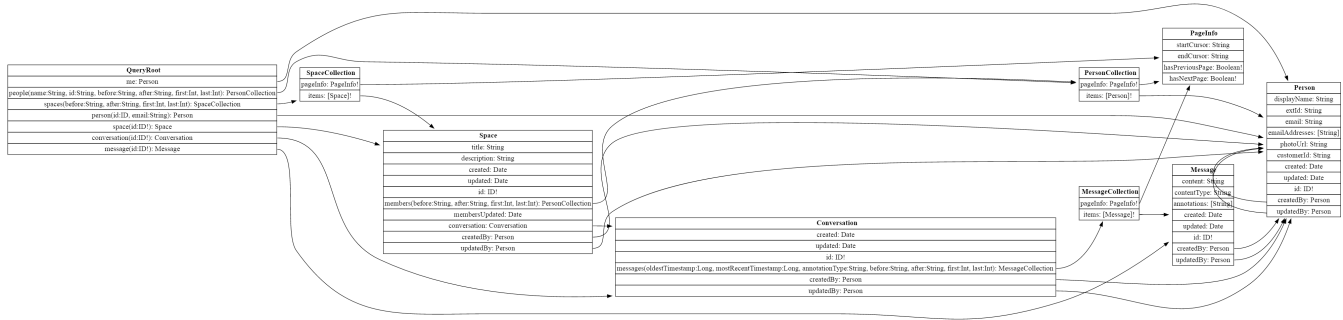 QueryRoot
me: Person
people(name:String, id:String, before:String, after:String, first:Int, last:Int): PersonCollection
spaces(before:String, after:String, first:Int, last:Int): SpaceCollection
person(id:ID, email:String): Person
space(id:ID!): Space
conversation(id:ID!): Conversation
message(id:ID!): Message
SpaceCollection
pageInfo: PageInfo!
items: [Space]!
Space
title: String
description: String
created: Date
updated: Date
id: ID!
members(before:String, after:String, first:Int, last:Int): PersonCollection
membersUpdated: Date
conversation: Conversation
createdBy: Person
updatedBy: Person
Conversation
created: Date
updated: Date
id: ID!
messages(oldestTimestamp:Long, mostRecentTimestamp:Long, annotationType:String, before:String, after:String, first:Int, last:Int): MessageCollection
createdBy: Person
updatedBy: Person
PersonCollection
pageInfo: PageInfo!
items: [Person]!
MessageCollection
pageInfo: PageInfo!
items: [Message]!
PageInfo
startCursor: String
endCursor: String
hasPreviousPage: Boolean!
hasNextPage: Boolean!
Message
content: String
contentType: String
annotations: [String]
created: Date
updated: Date
id: ID!
createdBy: Person
updatedBy: Person
Person
displayName: String
extId: String
email: String
emailAddresses: [String]
photoUrl: String
customerId: String
created: Date
updated: Date
id: ID!
createdBy: Person
updatedBy: Person